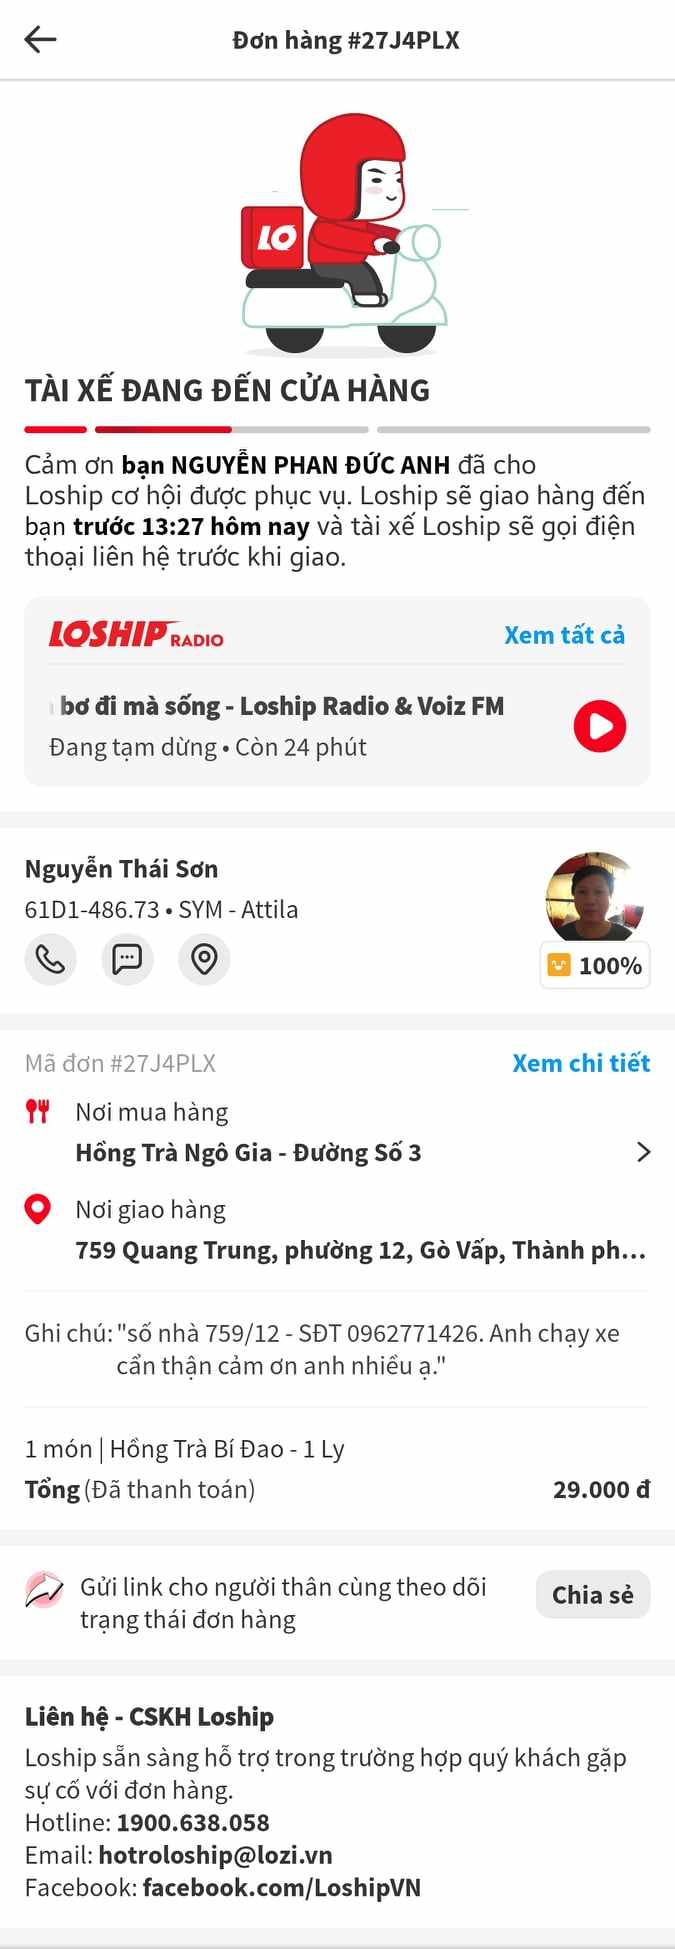 Đơn hàng #27J4PLX
LO
TÀI XẾ ĐANG ĐẾN CỬA HÀNG
Cảm ơn bạn NGUYỄN PHAN ĐỨC ANH đã cho
Loship cơ hội được phục vụ. Loship sẽ giao hàng đến
bạn trước 13:27 hôm nay và tài xế Loship sẽ gọi điện
thoại liên hệ trước khi giao.
LOSHIP RADIO
Xem tất cả
bơ đi mà sống - Loship Radio & Voiz FM
Đang tạm dừng • Còn 24 phút
Nguyễn Thái Sơn
61D1-486.73 • SYM - Attila
100%
Mã đơn #27J4PLX
Xem chi tiết
Nơi mua hàng
Hồng Trà Ngô Gia - Đường Số 3
Nơi giao hàng
759 Quang Trung, phường 12, Gò Vấp, Thành ph...
Ghi chú: "số nhà 759/12 - SĐT 0962771426. Anh chạy xe
cẩn thận cảm ơn anh nhiều ạ."
1 món | Hồng Trà Bí Đao - 1 Ly
Tổng (Đã thanh toán) 29.000 đ
Gửi link cho người thân cùng theo dõi
trạng thái đơn hàng
Chia sẻ
Liên hệ - CSKH Loship
Loship sẵn sàng hỗ trợ trong trường hợp quý khách gặp
sự cố với đơn hàng.
Hotline: 1900.638.058
Email: hotroloship@lozi.vn
Facebook: facebook.com/LoshipVN